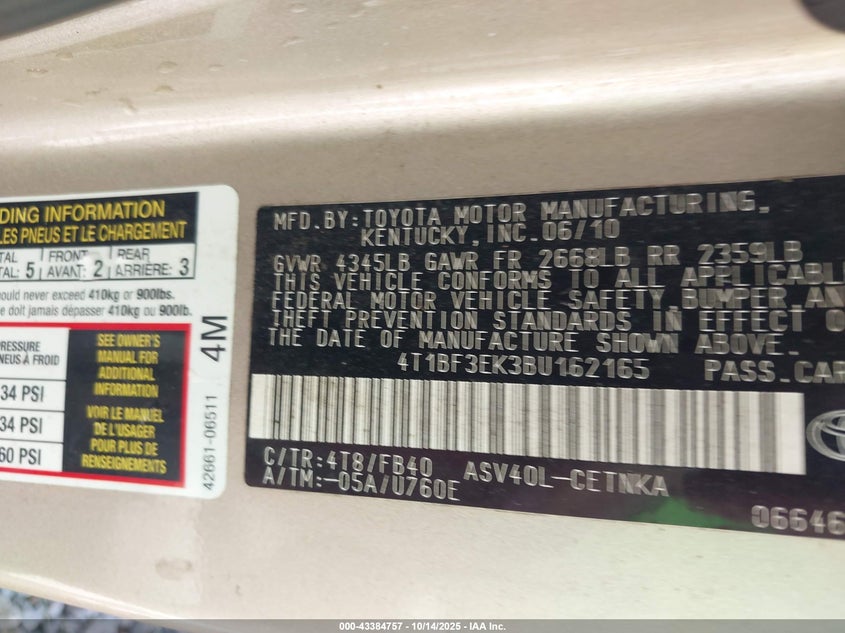 DING INFORMATION
LES PNEUS ET LE CHARGEMENT
TAL FRONT REAR
TAL: 5 AVANT: 2 ARRIÈRE: 3
ould never exceed 410kg or 900lbs.
e doit jamais dépasser 410kg ou 900lb.
PRESSURE
NEUS À FROID
34 PSI
34 PSI
60 PSI
SEE OWNER'S
MANUAL FOR
ADDITIONAL
INFORMATION
VOIR LE MANUEL
DE L'USAGER
POUR PLUS DE
RENSEIGNEMENTS
4M
42661-06511
MFD. BY: TOYOTA MOTOR MANUFACTURING,
KENTUCKY, INC. 06/10
GVWR 4345LB GAWR FR 2668LB RR 2359LB
THIS VEHICLE CONFORMS TO ALL APPLICABLE
FEDERAL MOTOR VEHICLE SAFETY, BUMPER, AN
THEFT PREVENTION STANDARDS IN EFFECT O
THE DATE OF MANUFACTURE SHOWN ABOVE.
4T1BF3EK3BU162165 PASS. CAR
C/TR: 4T8/FB40 ASV40L-CETNKA
A/TM: -05A/U760E
06646
TOYOTA
000-43384757 - 10/14/2025 - IAA Inc.